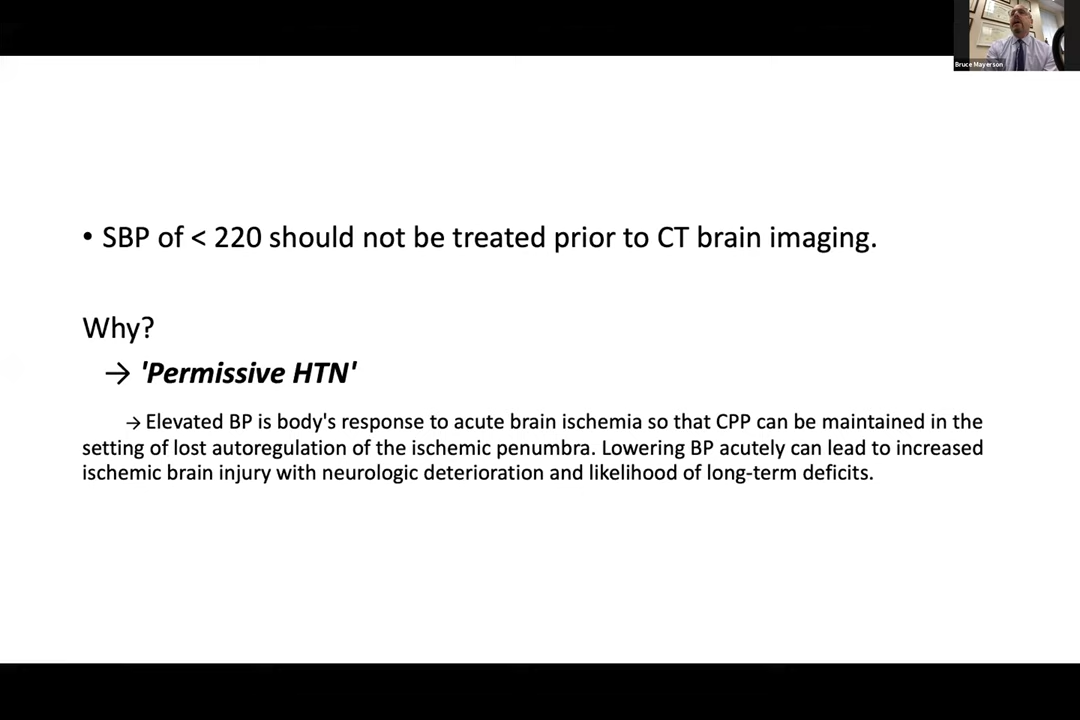 Bruce Mayerson
• SBP of < 220 should not be treated prior to CT brain imaging.
Why?
→ 'Permissive HTN'
→ Elevated BP is body's response to acute brain ischemia so that CPP can be maintained in the
setting of lost autoregulation of the ischemic penumbra. Lowering BP acutely can lead to increased
ischemic brain injury with neurologic deterioration and likelihood of long-term deficits.